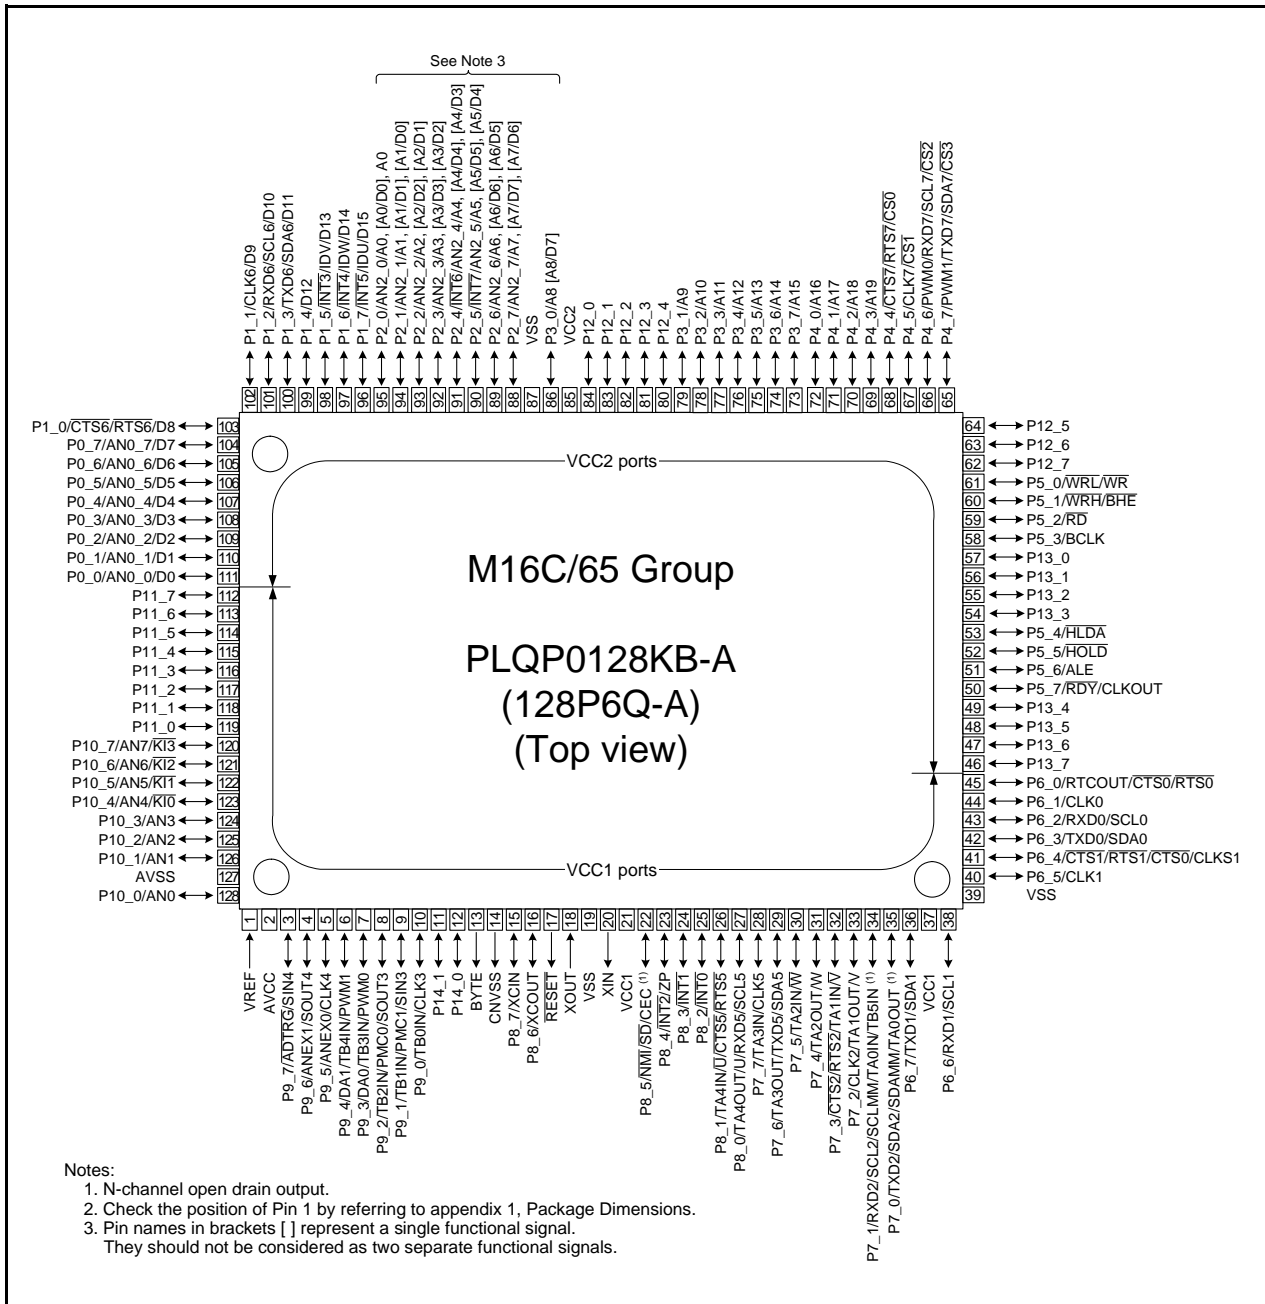 See Note 3
P1_1/CLK6/D9
P1_2/RXD6/SCL6/D10
P1_3/TXD6/SDA6/D11
P1_4/D12
P1_5/INT3/IDV/D13
P1_6/INT4/IDW/D14
P1_7/INT5/IDU/D15
P2_0/AN2_0/A0, [A0/D0], A0
P2_1/AN2_1/A1, [A1/D1], [A1/D0]
P2_2/AN2_2/A2, [A2/D2], [A2/D1]
P2_3/AN2_3/A3, [A3/D3], [A3/D2]
P2_4/INT6/AN2_4/A4, [A4/D4], [A4/D3]
P2_5/INT7/AN2_5/A5, [A5/D5], [A5/D4]
P2_6/AN2_6/A6, [A6/D6], [A6/D5]
P2_7/AN2_7/A7, [A7/D7], [A7/D6]
VSS
P3_0/A8 [A8/D7]
VCC2
P12_0
P12_1
P12_2
P12_3
P12_4
P3_1/A9
P3_2/A10
P3_3/A11
P3_4/A12
P3_5/A13
P3_6/A14
P3_7/A15
P4_0/A16
P4_1/A17
P4_2/A18
P4_3/A19
P4_4/CTS7/RTS7/CS0
P4_5/CLK7/CS1
P4_6/PWM0/RXD7/SCL7/CS2
P4_7/PWM1/TXD7/SDA7/CS3
102 101 100 99 98 97 96 95 94 93 92 91 90 89 88 87 86 85 84 83 82 81 80 79 78 77 76 75 74 73 72 71 70 69 68 67 66 65
P1_0/CTS6/RTS6/D8 103
P0_7/AN0_7/D7 104
P0_6/AN0_6/D6 105
P0_5/AN0_5/D5 106
P0_4/AN0_4/D4 107
P0_3/AN0_3/D3 108
P0_2/AN0_2/D2 109
P0_1/AN0_1/D1 110
P0_0/AN0_0/D0 111
P11_7 112
P11_6 113
P11_5 114
P11_4 115
P11_3 116
P11_2 117
P11_1 118
P11_0 119
P10_7/AN7/KI3 120
P10_6/AN6/KI2 121
P10_5/AN5/KI1 122
P10_4/AN4/KI0 123
P10_3/AN3 124
P10_2/AN2 125
P10_1/AN1 126
AVSS 127
P10_0/AN0 128
VCC2 ports
M16C/65 Group
PLQP0128KB-A
(128P6Q-A)
(Top view)
VCC1 ports
64 P12_5
63 P12_6
62 P12_7
61 P5_0/WRL/WR
60 P5_1/WRH/BHE
59 P5_2/RD
58 P5_3/BCLK
57 P13_0
56 P13_1
55 P13_2
54 P13_3
53 P5_4/HLDA
52 P5_5/HOLD
51 P5_6/ALE
50 P5_7/RDY/CLKOUT
49 P13_4
48 P13_5
47 P13_6
46 P13_7
45 P6_0/RTCOUT/CTS0/RTS0
44 P6_1/CLK0
43 P6_2/RXD0/SCL0
42 P6_3/TXD0/SDA0
41 P6_4/CTS1/RTS1/CTS0/CLKS1
40 P6_5/CLK1
39 VSS
1 2 3 4 5 6 7 8 9 10 11 12 13 14 15 16 17 18 19 20 21 22 23 24 25 26 27 28 29 30 31 32 33 34 35 36 37 38
VREF
AVCC
P9_7/ADTRG/SIN4
P9_6/ANEX1/SOUT4
P9_5/ANEX0/CLK4
P9_4/DA1/TB4IN/PWM1
P9_3/DA0/TB3IN/PWM0
P9_2/TB2IN/PMC0/SOUT3
P9_1/TB1IN/PMC1/SIN3
P9_0/TB0IN/CLK3
P14_1
P14_0
BYTE
CNVSS
P8_7/XCIN
P8_6/XCOUT
RESET
XOUT
VSS
XIN
VCC1
P8_5/NMI/SD/CEC (1)
P8_4/INT2/ZP
P8_3/INT1
P8_2/INT0
P8_1/TA4IN/U/CTS5/RTS5
P8_0/TA4OUT/U/RXD5/SCL5
P7_7/TA3IN/CLK5
P7_6/TA3OUT/TXD5/SDA5
P7_5/TA2IN/W
P7_4/TA2OUT/W
P7_3/CTS2/RTS2/TA1IN/V
P7_2/CLK2/TA1OUT/V
P7_1/RXD2/SCL2/SCLMM/TA0IN/TB5IN (1)
P7_0/TXD2/SDA2/SDAMM/TA0OUT (1)
P6_7/TXD1/SDA1
VCC1
P6_6/RXD1/SCL1
Notes:
1. N-channel open drain output.
2. Check the position of Pin 1 by referring to appendix 1, Package Dimensions.
3. Pin names in brackets [ ] represent a single functional signal.
They should not be considered as two separate functional signals.